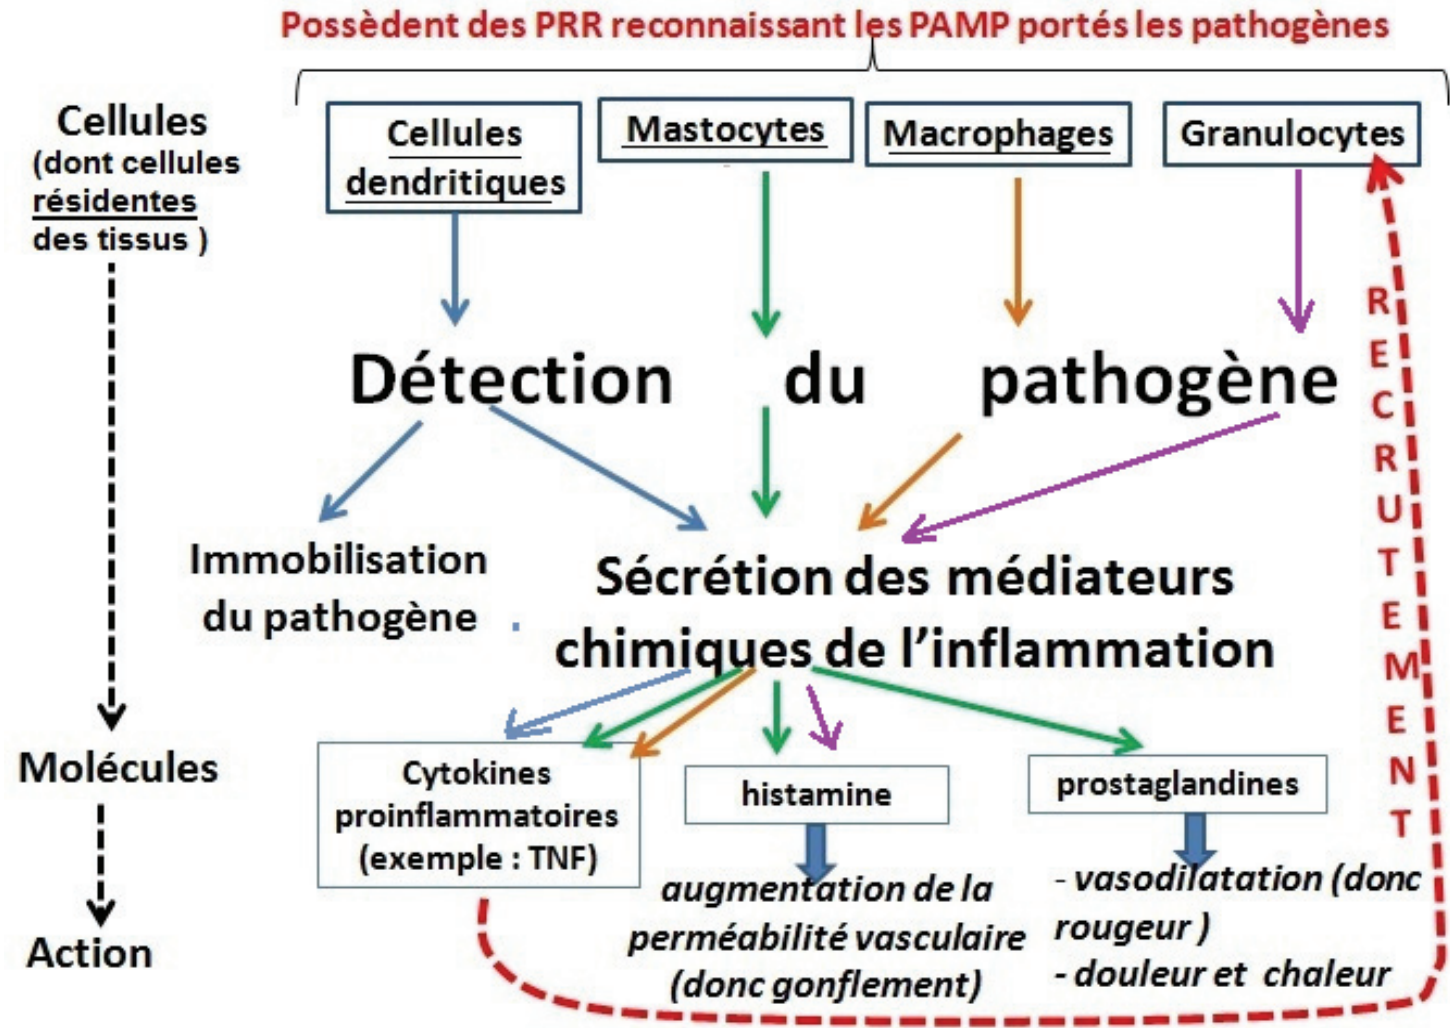 Possèdent des PRR reconnaissant les PAMP portés les pathogènes
Cellules
(dont cellules
résidentes
des tissus )
Cellules
dendritiques
Mastocytes
Macrophages
Granulocytes
Détection du pathogène
RECRUTEMENT
Immobilisation
du pathogène
Sécrétion des médiateurs
chimiques de l'inflammation
Molécules
Cytokines
proinflammatoires
(exemple : TNF)
histamine
prostaglandines
Action
augmentation de la
perméabilité vasculaire
(donc gonflement)
- vasodilatation (donc
rougeur )
- douleur et chaleur